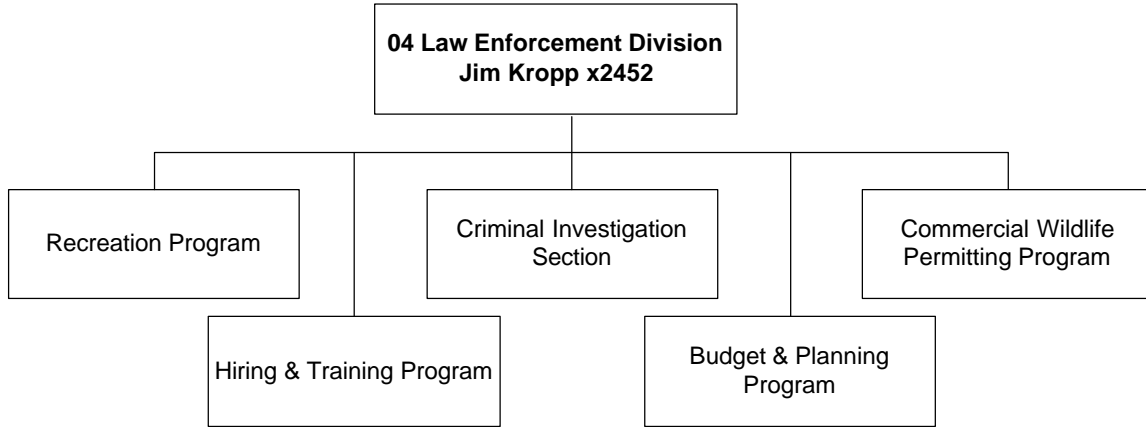 04 Law Enforcement Division
Jim Kropp x2452
Recreation Program
Criminal Investigation
Section
Commercial Wildlife
Permitting Program
Hiring & Training Program
Budget & Planning
Program